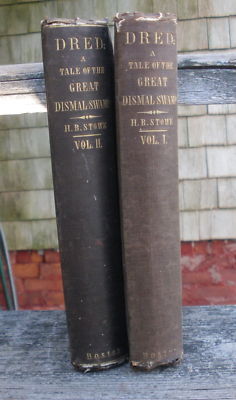 DRED:
A
TALE OF THE
GREAT
DISMAL SWAMP
H. B. STOWE
VOL. II.
BOSTON
DRED:
A
TALE OF THE
GREAT
DISMAL SWAMP
H. B. STOWE
VOL. I.
BOSTON